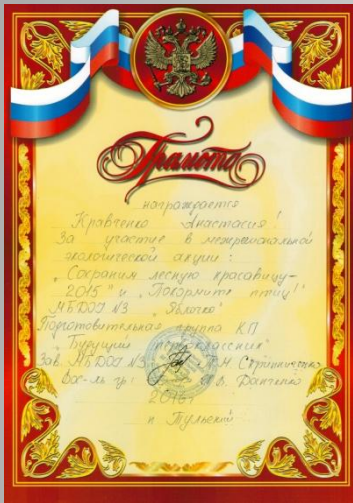 Грамота
награждается
Кравченко Анастасия!
За участие в межрегиональной
экологической акции:
"Сохраним лесную красавицу-
2015" и "Покормите птиц!"
МБДОУ №3 "Яблочко"
Подготовительная группа КП
"Будущий первоклассник"
Зав. МБДОУ №3 Н.
Вос-ль гр: В.
п Тульский